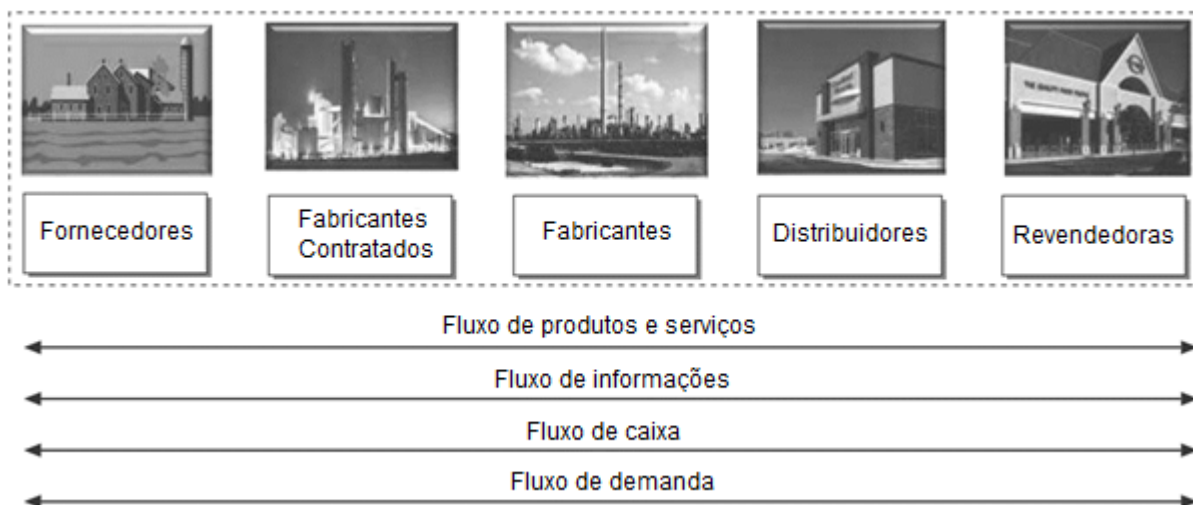 Fornecedores
Fabricantes
Contratados
Fabricantes
Distribuidores
Revendedoras
Fluxo de produtos e serviços
Fluxo de informações
Fluxo de caixa
Fluxo de demanda